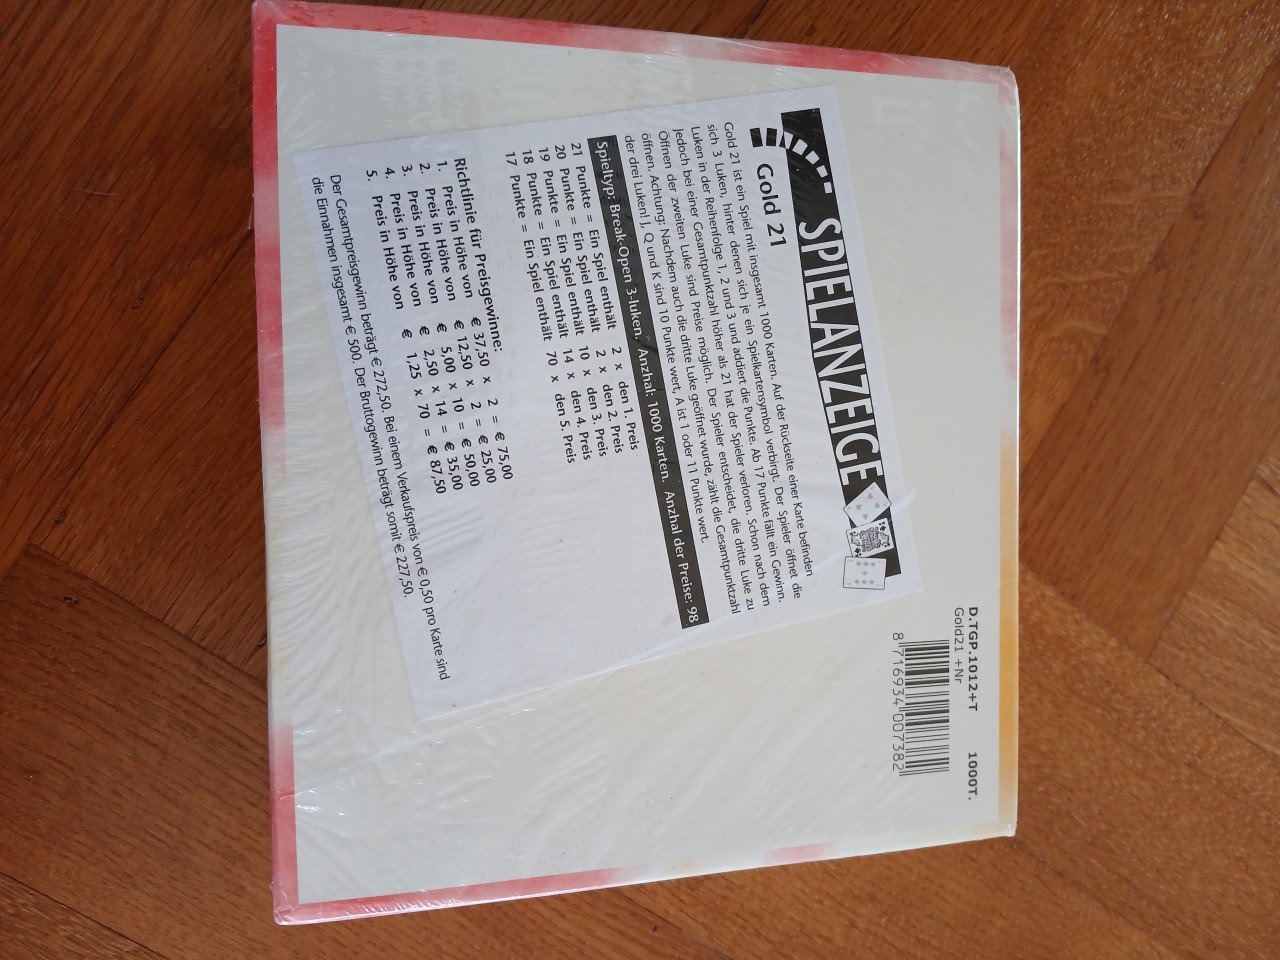 SPIELANZEIGE
Gold 21
Gold 21 ist ein Spiel mit insgesamt 1000 Karten. Auf der Rückseite einer Karte befinden
sich 3 Luken, hinter denen sich je ein Spielkartensymbol verbirgt. Der Spieler öffnet die
Luken in der Reihenfolge 1, 2 und 3 und addiert die Punkte. Ab 17 Punkte fällt ein Gewinn.
Jedoch bei einer Gesamtpunktzahl höher als 21 hat der Spieler verloren. Schon nach dem
Öffnen der zweiten Luke sind Preise möglich. Der Spieler entscheidet, die dritte Luke zu
öffnen. Achtung: Nachdem auch die dritte Luke geöffnet wurde, zählt die Gesamtpunktzahl
der drei Luken! J, Q und K sind 10 Punkte wert, A ist 1 oder 11 Punkte wert.
Spieltyp: Break-Open 3-luken. Anzhal: 1000 Karten. Anzhal der Preise: 98
21 Punkte = Ein Spiel enthält 2 x den 1. Preis
20 Punkte = Ein Spiel enthält 2 x den 2. Preis
19 Punkte = Ein Spiel enthält 10 x den 3. Preis
18 Punkte = Ein Spiel enthält 14 x den 4. Preis
17 Punkte = Ein Spiel enthält 70 x den 5. Preis
Richtlinie für Preisgewinne:
1. Preis in Höhe von € 37,50 x 2 = € 75,00
2. Preis in Höhe von € 12,50 x 2 = € 25,00
3. Preis in Höhe von € 5,00 x 10 = € 50,00
4. Preis in Höhe von € 2,50 x 14 = € 35,00
5. Preis in Höhe von € 1,25 x 70 = € 87,50
Der Gesamtpreisgewinn beträgt € 272,50. Bei einem Verkaufspreis von € 0,50 pro Karte sind
die Einnahmen insgesamt € 500. Der Bruttogewinn beträgt somit € 227,50.
D.TGP.1012+T 1000T.
Gold21 +Nr
8 716934 007382